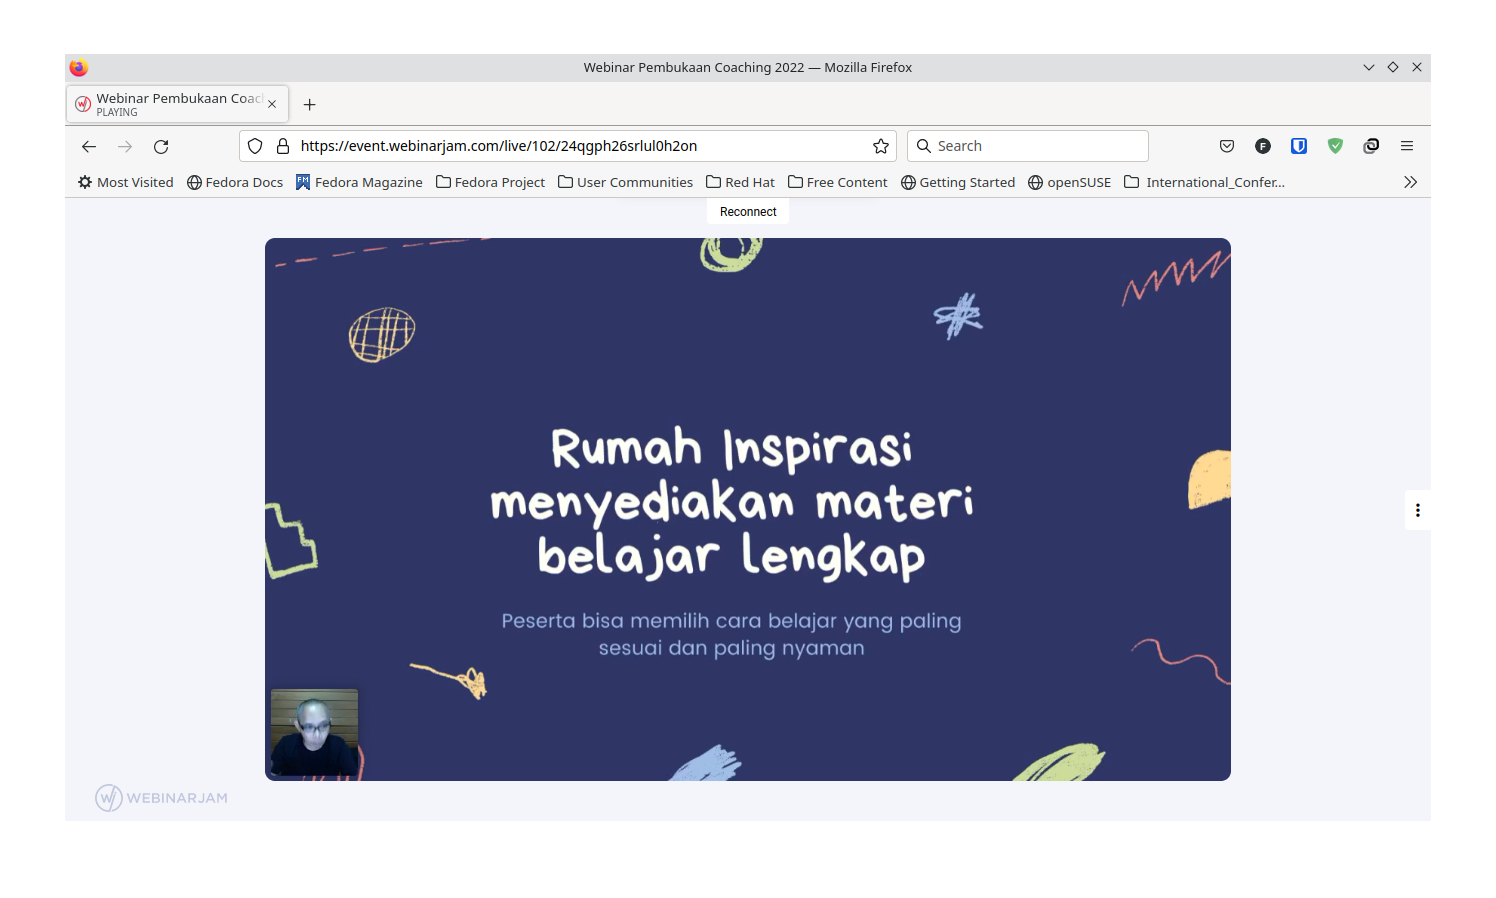 Webinar Pembukaan Coaching 2022 — Mozilla Firefox
Webinar Pembukaan Coach
PLAYING
https://event.webinarjam.com/live/102/24qgph26srlul0h2on
Search
Most Visited Fedora Docs Fedora Magazine Fedora Project User Communities Red Hat Free Content Getting Started openSUSE International_Confer...
Reconnect
Rumah Inspirasi
menyediakan materi
belajar lengkap
Peserta bisa memilih cara belajar yang paling
sesuai dan paling nyaman
WEBINARJAM